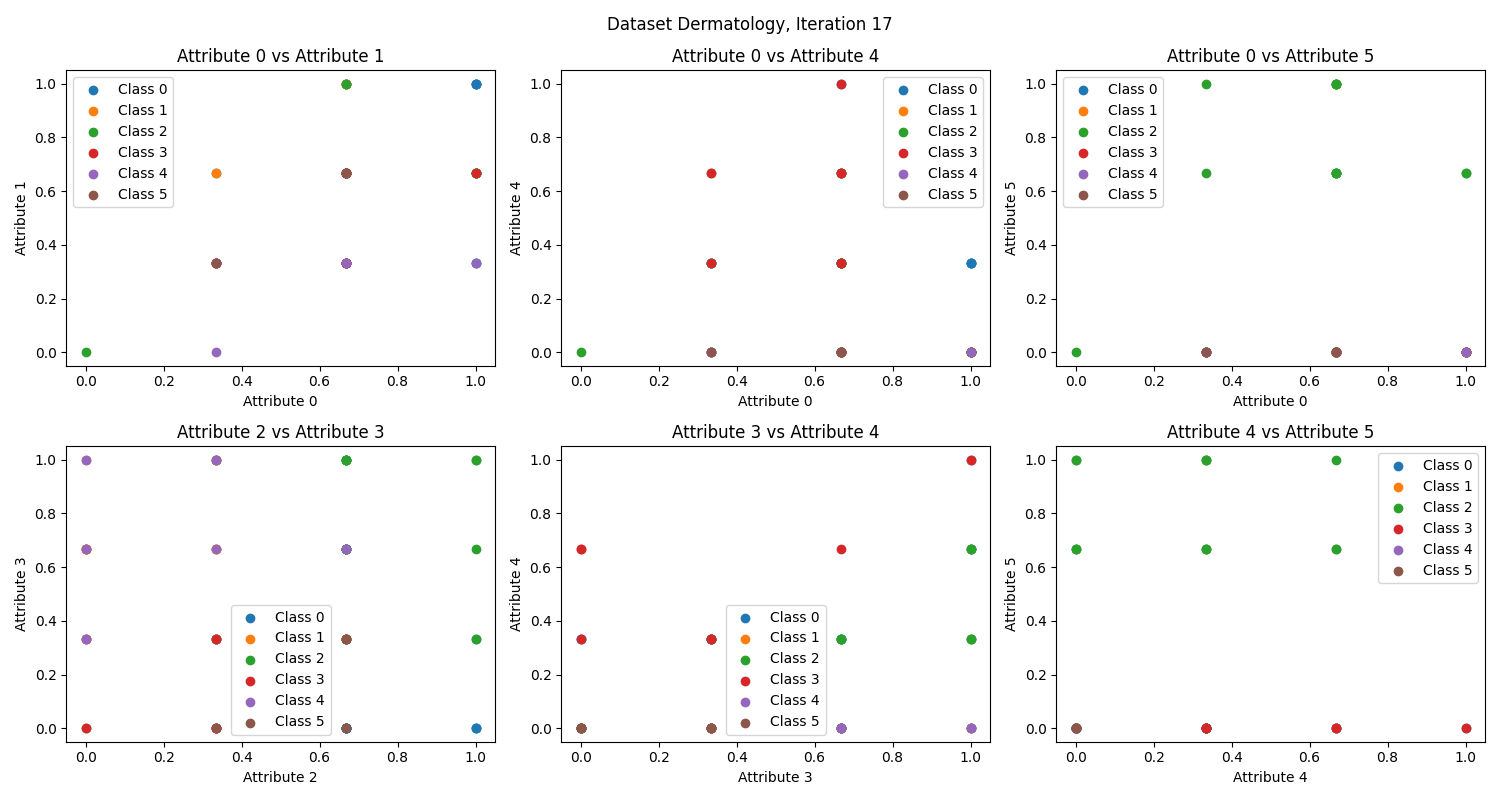 Dataset Dermatology, Iteration 17
Attribute 0 vs Attribute 1
1.0
0.8
0.6
0.4
0.2
0.0
Attribute 1
Class 0
Class 1
Class 2
Class 3
Class 4
Class 5
0.0 0.2 0.4 0.6 0.8 1.0
Attribute 0
Attribute 0 vs Attribute 4
1.0
0.8
0.6
0.4
0.2
0.0
Attribute 4
Class 0
Class 1
Class 2
Class 3
Class 4
Class 5
0.0 0.2 0.4 0.6 0.8 1.0
Attribute 0
Attribute 0 vs Attribute 5
1.0
0.8
0.6
0.4
0.2
0.0
Attribute 5
Class 0
Class 1
Class 2
Class 3
Class 4
Class 5
0.0 0.2 0.4 0.6 0.8 1.0
Attribute 0
Attribute 2 vs Attribute 3
1.0
0.8
0.6
0.4
0.2
0.0
Attribute 3
Class 0
Class 1
Class 2
Class 3
Class 4
Class 5
0.0 0.2 0.4 0.6 0.8 1.0
Attribute 2
Attribute 3 vs Attribute 4
1.0
0.8
0.6
0.4
0.2
0.0
Attribute 4
Class 0
Class 1
Class 2
Class 3
Class 4
Class 5
0.0 0.2 0.4 0.6 0.8 1.0
Attribute 3
Attribute 4 vs Attribute 5
1.0
0.8
0.6
0.4
0.2
0.0
Attribute 5
Class 0
Class 1
Class 2
Class 3
Class 4
Class 5
0.0 0.2 0.4 0.6 0.8 1.0
Attribute 4